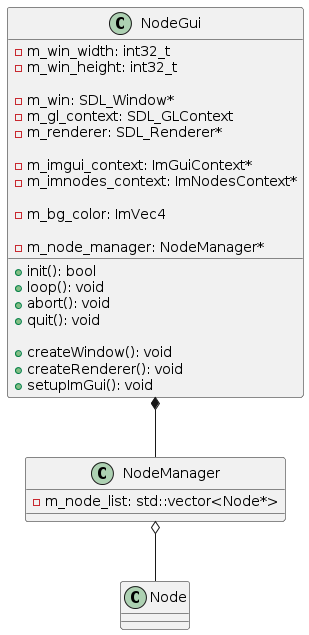 C NodeGui
m_win_width: int32_t
m_win_height: int32_t
m_win: SDL_Window*
m_gl_context: SDL_GLContext
m_renderer: SDL_Renderer*
m_imgui_context: ImGuiContext*
m_imnodes_context: ImNodesContext*
m_bg_color: ImVec4
m_node_manager: NodeManager*
init(): bool
loop(): void
abort(): void
quit(): void
createWindow(): void
createRenderer(): void
setupImGui(): void
C NodeManager
m_node_list: std::vector<Node*>
C Node